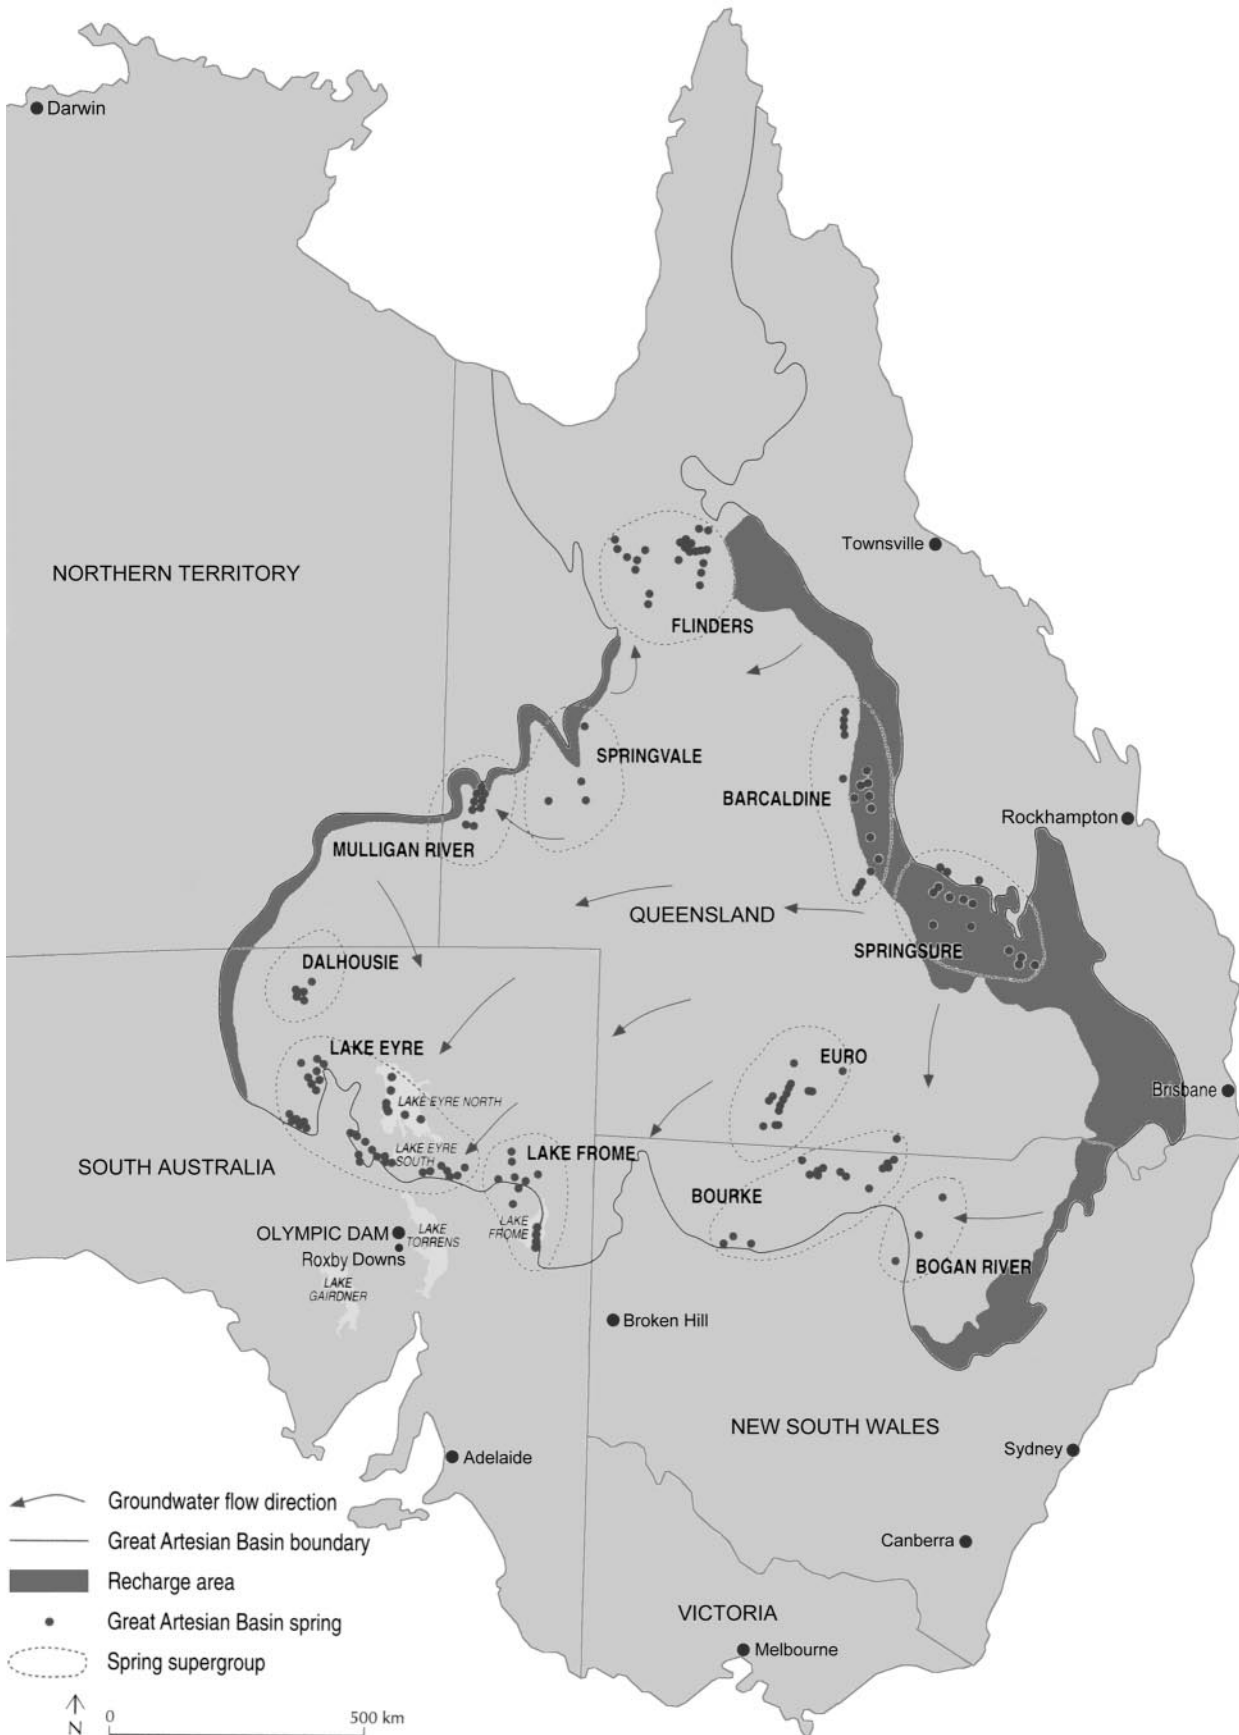 Darwin
Townsville
NORTHERN TERRITORY
FLINDERS
SPRINGVALE
BARCALDINE
Rockhampton
MULLIGAN RIVER
QUEENSLAND
SPRINGSURE
DALHOUSIE
LAKE EYRE
EURO
Brisbane
LAKE EYRE NORTH
LAKE EYRE
SOUTH
LAKE FROME
SOUTH AUSTRALIA
BOURKE
OLYMPIC DAM
LAKE
TORRENS
LAKE
FROME
Roxby Downs
BOGAN RIVER
LAKE
GAIRDNER
Broken Hill
NEW SOUTH WALES
Sydney
Adelaide
Canberra
VICTORIA
Melbourne
Groundwater flow direction
Great Artesian Basin boundary
Recharge area
Great Artesian Basin spring
Spring supergroup
N
0
500 km